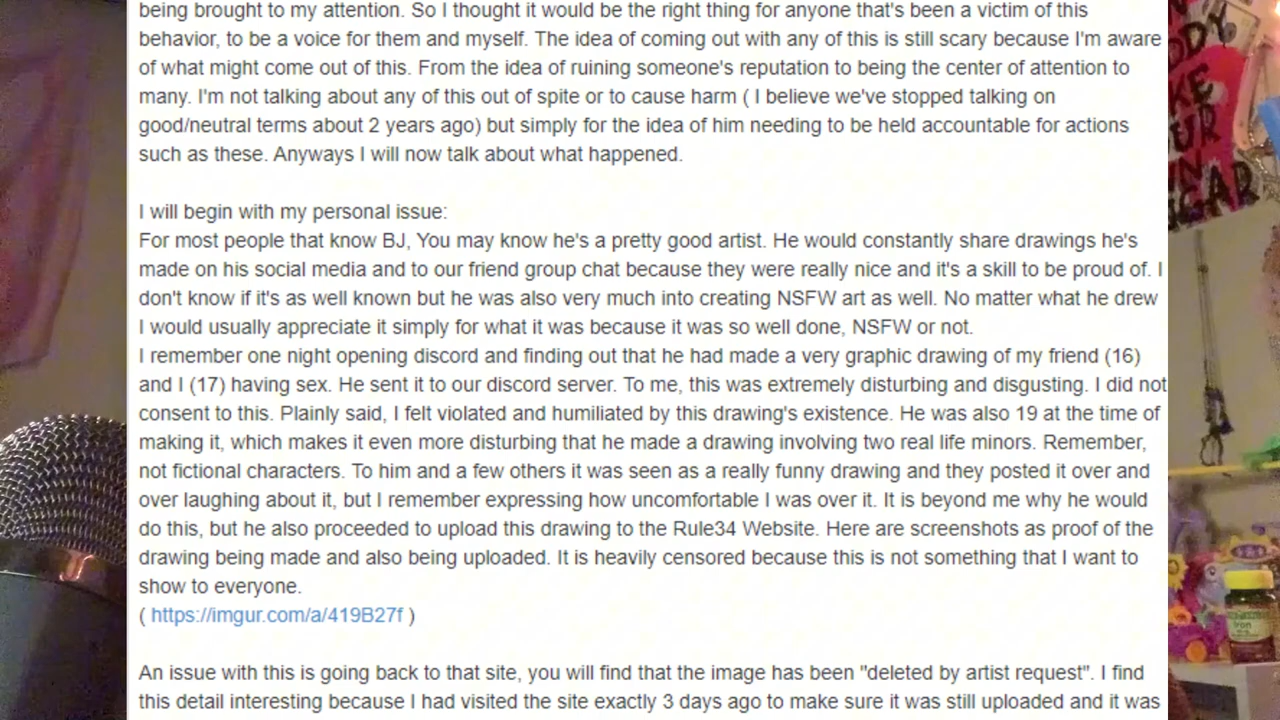 being brought to my attention. So I thought it would be the right thing for anyone that's been a victim of this
behavior, to be a voice for them and myself. The idea of coming out with any of this is still scary because I'm aware
of what might come out of this. From the idea of ruining someone's reputation to being the center of attention to
many. I'm not talking about any of this out of spite or to cause harm ( I believe we've stopped talking on
good/neutral terms about 2 years ago) but simply for the idea of him needing to be held accountable for actions
such as these. Anyways I will now talk about what happened.
I will begin with my personal issue:
For most people that know BJ, You may know he's a pretty good artist. He would constantly share drawings he's
made on his social media and to our friend group chat because they were really nice and it's a skill to be proud of. I
don't know if it's as well known but he was also very much into creating NSFW art as well. No matter what he drew
I would usually appreciate it simply for what it was because it was so well done, NSFW or not.
I remember one night opening discord and finding out that he had made a very graphic drawing of my friend (16)
and I (17) having sex. He sent it to our discord server. To me, this was extremely disturbing and disgusting. I did not
consent to this. Plainly said, I felt violated and humiliated by this drawing's existence. He was also 19 at the time of
making it, which makes it even more disturbing that he made a drawing involving two real life minors. Remember,
not fictional characters. To him and a few others it was seen as a really funny drawing and they posted it over and
over laughing about it, but I remember expressing how uncomfortable I was over it. It is beyond me why he would
do this, but he also proceeded to upload this drawing to the Rule34 Website. Here are screenshots as proof of the
drawing being made and also being uploaded. It is heavily censored because this is not something that I want to
show to everyone.
( https://imgur.com/a/419B27f )
An issue with this is going back to that site, you will find that the image has been "deleted by artist request". I find
this detail interesting because I had visited the site exactly 3 days ago to make sure it was still uploaded and it was
Iron